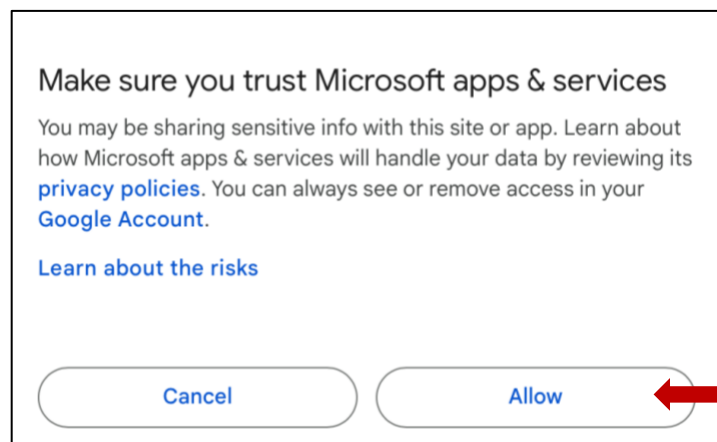 Make sure you trust Microsoft apps & services
You may be sharing sensitive info with this site or app. Learn about
how Microsoft apps & services will handle your data by reviewing its
privacy policies. You can always see or remove access in your
Google Account.
Learn about the risks
Cancel
Allow